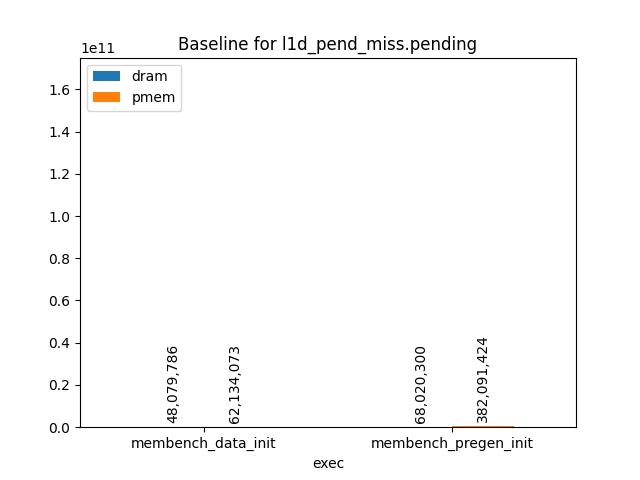 Baseline for l1d_pend_miss.pending
1e11
dram
pmem
1.6
1.4
1.2
1.0
0.8
0.6
0.4
0.2
0.0
48,079,786
62,134,073
68,020,300
382,091,424
membench_data_init
membench_pregen_init
exec